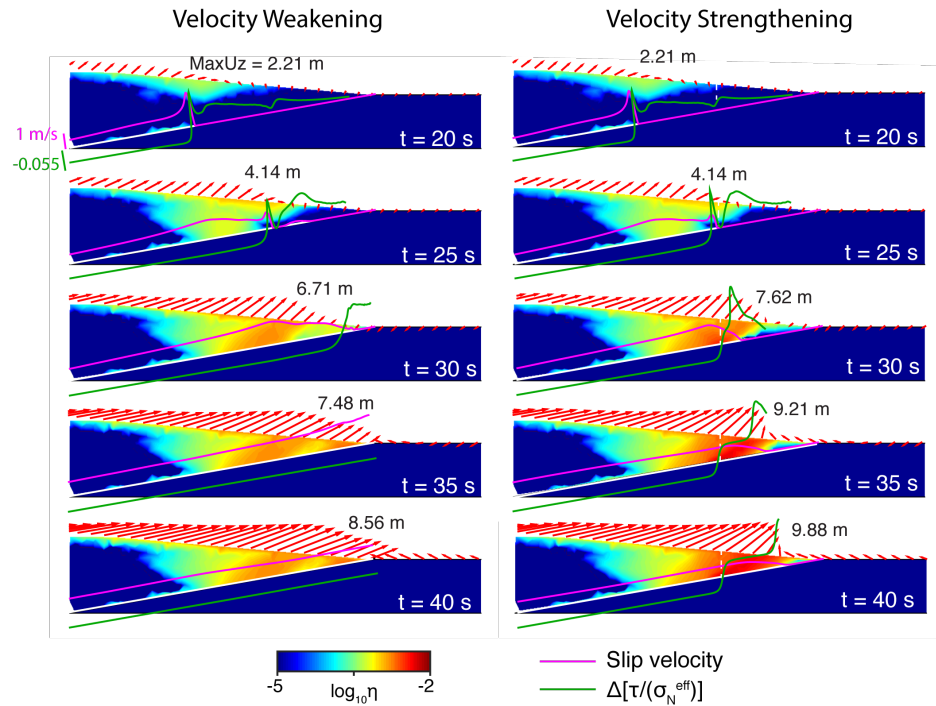 Velocity Weakening
Velocity Strengthening
MaxUz = 2.21 m
2.21 m
1 m/s
-0.055
t = 20 s
t = 20 s
4.14 m
4.14 m
t = 25 s
t = 25 s
6.71 m
7.62 m
t = 30 s
t = 30 s
7.48 m
9.21 m
t = 35 s
t = 35 s
8.56 m
9.88 m
t = 40 s
t = 40 s
-5
-2
log₁₀η
Slip velocity
Δ[τ/(σ_N^eff)]